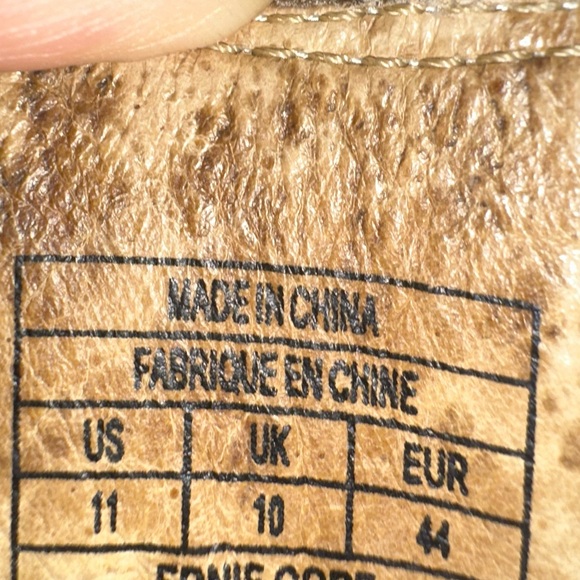 MADE IN CHINA
FABRIQUE EN CHINE
US UK EUR
11 10 44